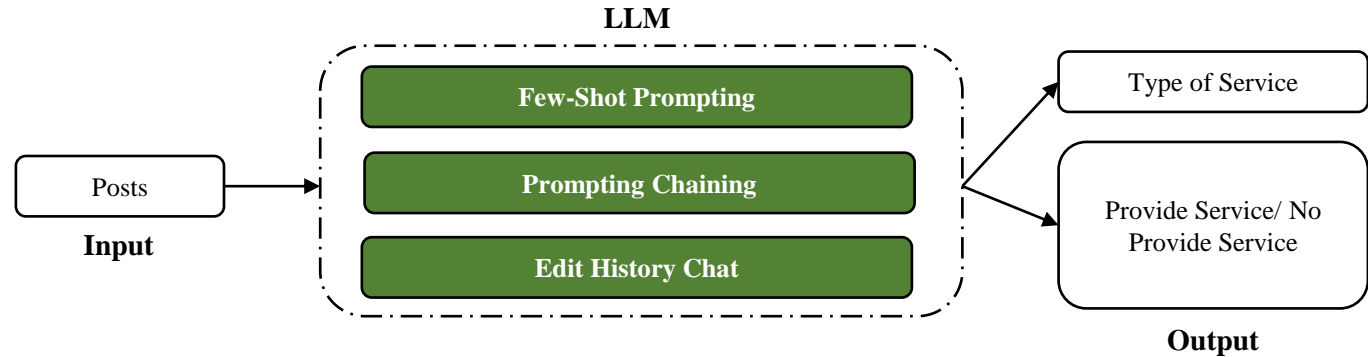 LLM
Few-Shot Prompting
Type of Service
Posts
Prompting Chaining
Provide Service/ No
Provide Service
Input
Edit History Chat
Output